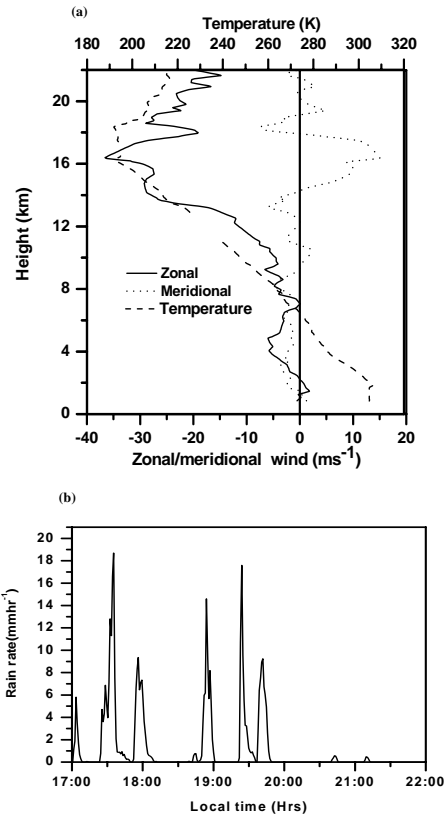 (a)
Temperature (K)
180 200 220 240 260 280 300 320
Height (km)
20
16
12
8
4
0
Zonal
Meridional
Temperature
-40 -30 -20 -10 0 10 20
Zonal/meridional wind (ms-1)
(b)
Rain rate(mmhr-1)
20
18
16
14
12
10
8
6
4
2
0
17:00 18:00 19:00 20:00 21:00 22:00
Local time (Hrs)